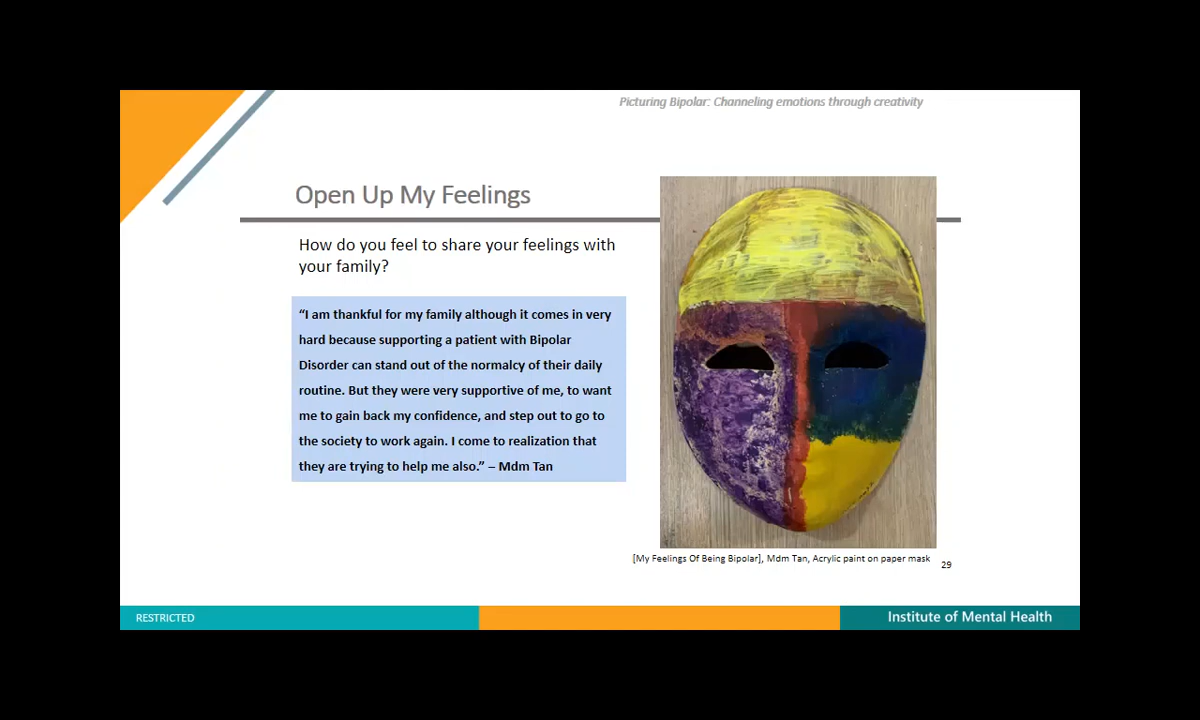 Picturing Bipolar: Channeling emotions through creativity
Open Up My Feelings
How do you feel to share your feelings with
your family?
“I am thankful for my family although it comes in very
hard because supporting a patient with Bipolar
Disorder can stand out of the normalcy of their daily
routine. But they were very supportive of me, to want
me to gain back my confidence, and step out to go to
the society to work again. I come to realization that
they are trying to help me also.” – Mdm Tan
[My Feelings Of Being Bipolar], Mdm Tan, Acrylic paint on paper mask
29
RESTRICTED
Institute of Mental Health